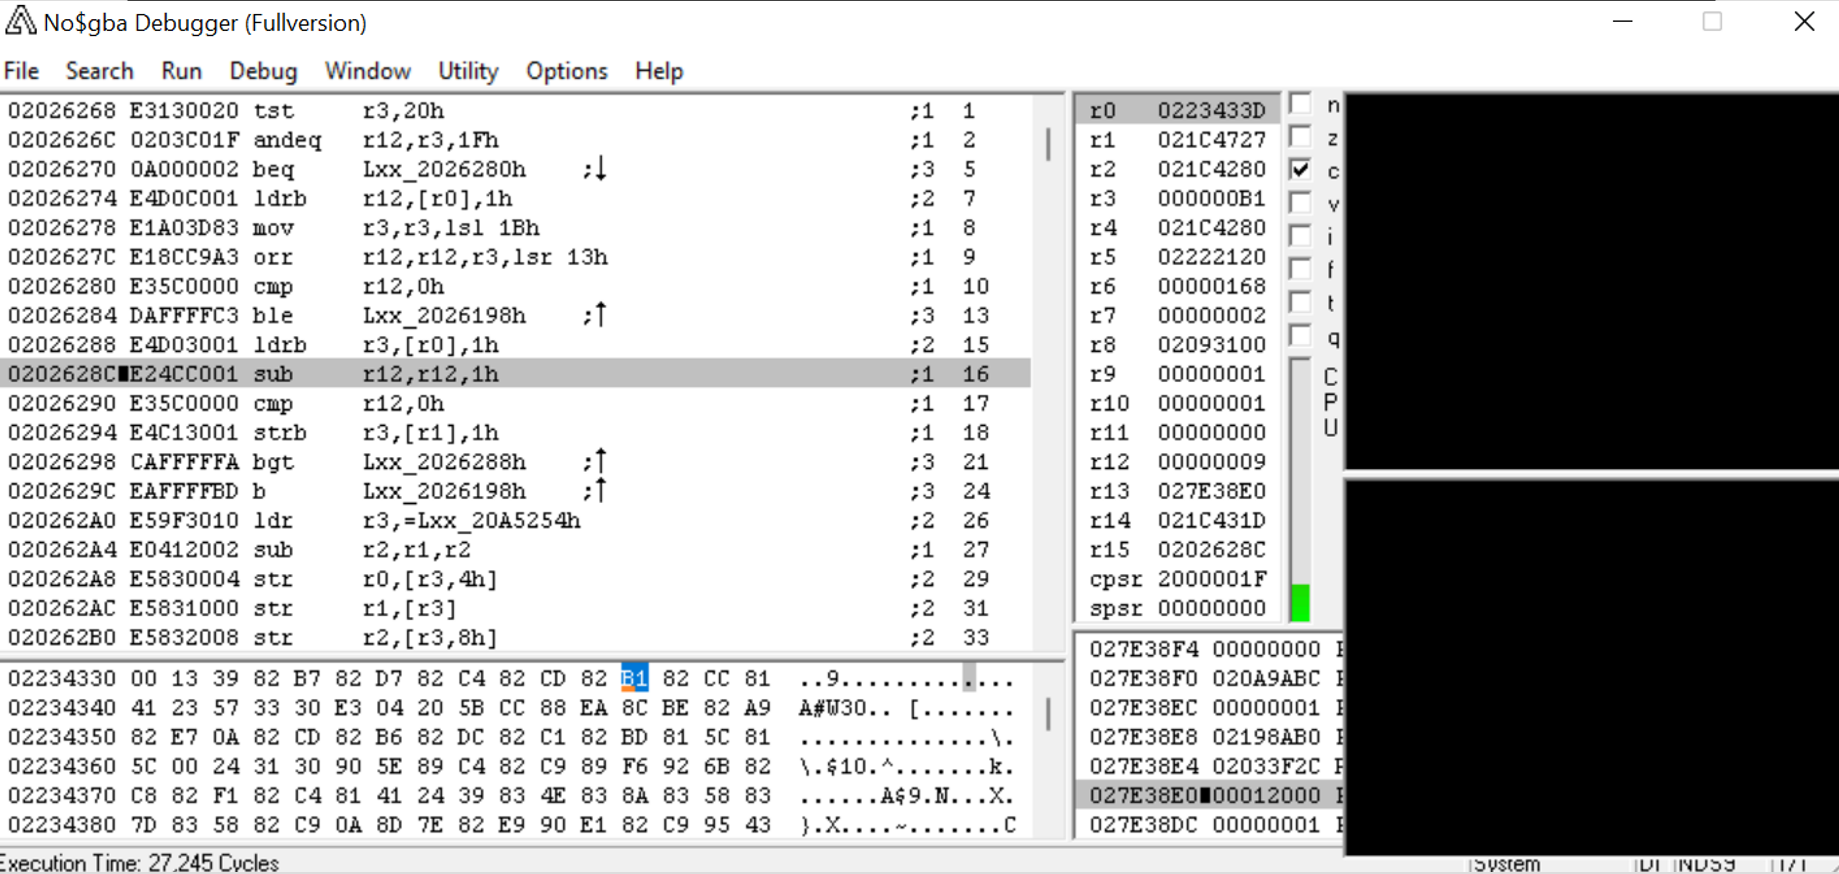 No$gba Debugger (Fullversion)
File Search Run Debug Window Utility Options Help
02026268 E3130020 tst r3,20h ;1 1
0202626C 0203C01F andeq r12,r3,1Fh ;1 2
02026270 0A000002 beq Lxx_2026280h ;↓ ;3 5
02026274 E4D0C001 ldrb r12,[r0],1h ;2 7
02026278 E1A03D83 mov r3,r3,lsl 1Bh ;1 8
0202627C E18CC9A3 orr r12,r12,r3,lsr 13h ;1 9
02026280 E35C0000 cmp r12,0h ;1 10
02026284 DAFFFFC3 ble Lxx_2026198h ;↑ ;3 13
02026288 E4D03001 ldrb r3,[r0],1h ;2 15
0202628C E24CC001 sub r12,r12,1h ;1 16
02026290 E35C0000 cmp r12,0h ;1 17
02026294 E4C13001 strb r3,[r1],1h ;1 18
02026298 CAFFFFFA bgt Lxx_2026288h ;↑ ;3 21
0202629C EAFFFFBD b Lxx_2026198h ;↑ ;3 24
020262A0 E59F3010 ldr r3,=Lxx_20A5254h ;2 26
020262A4 E0412002 sub r2,r1,r2 ;1 27
020262A8 E5830004 str r0,[r3,4h] ;2 29
020262AC E5831000 str r1,[r3] ;2 31
020262B0 E5832008 str r2,[r3,8h] ;2 33
r0 0223433D
r1 021C4727
r2 021C4280
r3 000000B1
r4 021C4280
r5 02222120
r6 00000168
r7 00000002
r8 02093100
r9 00000001
r10 00000001
r11 00000000
r12 00000009
r13 027E38E0
r14 021C431D
r15 0202628C
cpsr 2000001F
spsr 00000000
n
z
c
v
i
f
t
q
C
P
U
02234330 00 13 39 82 B7 82 D7 82 C4 82 CD 82 B1 82 CC 81 ..9.............
02234340 41 23 57 33 30 E3 04 20 5B CC 88 EA 8C BE 82 A9 A#W30.. [.......
02234350 82 E7 0A 82 CD 82 B6 82 DC 82 C1 82 BD 81 5C 81 ..............\.
02234360 5C 00 24 31 30 90 5E 89 C4 82 C9 89 F6 92 6B 82 \.$10.^.......k.
02234370 C8 82 F1 82 C4 81 41 24 39 83 4E 83 8A 83 58 83 ......A$9.N...X.
02234380 7D 83 58 82 C9 0A 8D 7E 82 E9 90 E1 82 C9 95 43 }.X....~.......C
027E38F4 00000000
027E38F0 020A9ABC
027E38EC 00000001
027E38E8 02198AB0
027E38E4 02033F2C
027E38E0 00012000
027E38DC 00000001
Execution Time: 27,245 Cycles
System
NDS9
1/1